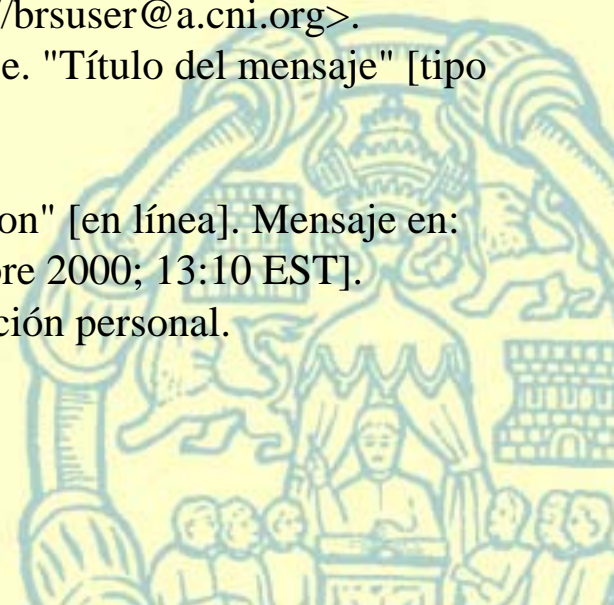 //brsuser@a.cni.org>.
e. "Título del mensaje" [tipo
on" [en línea]. Mensaje en:
re 2000; 13:10 EST].
ción personal.